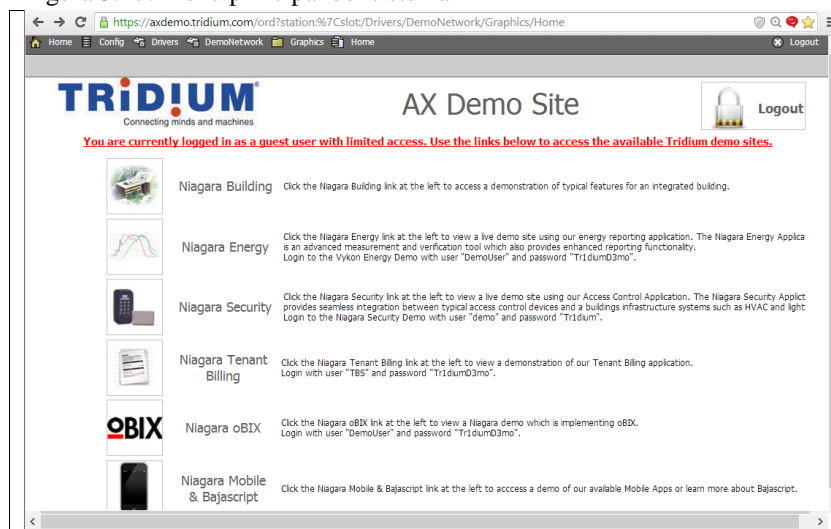 https://axdemo.tridium.com/ord?station:%7Cslot/Drivers/DemoNetwork/Graphics/Home
Home Config Drivers DemoNetwork Graphics Home Logout
TRiDiUM
Connecting minds and machines
AX Demo Site
Logout
You are currently logged in as a guest user with limited access. Use the links below to access the available Tridium demo sites.
Niagara Building
Click the Niagara Building link at the left to access a demonstration of typical features for an integrated building.
Niagara Energy
Click the Niagara Energy link at the left to view a live demo site using our energy reporting application. The Niagara Energy Applica
is an advanced measurement and verification tool which also provides enhanced reporting functionality.
Login to the Vykon Energy Demo with user "DemoUser" and password "Tr1diumD3mo".
Niagara Security
Click the Niagara Security link at the left to view a live demo site using our Access Control Application. The Niagara Security Applict
provides seamless integration between typical access control devices and a buildings infrastructure systems such as HVAC and light
Login to the Niagara Security Demo with user "demo" and password "Tr1dium".
Niagara Tenant
Billing
Click the Niagara Tenant Billing link at the left to view a demonstration of our Tenant Billing application.
Login with user "TBS" and password "Tr1diumD3mo".
oBIX
Niagara oBIX
Click the Niagara oBIX link at the left to view a Niagara demo which is implementing oBIX.
Login with user "DemoUser" and password "Tr1diumD3mo".
Niagara Mobile
& Bajascript
Click the Niagara Mobile & Bajascript link at the left to acccess a demo of our available Mobile Apps or learn more about Bajascript.